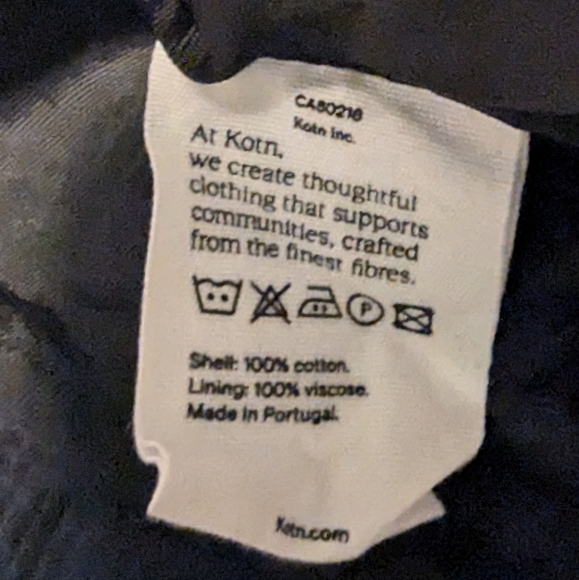 CA50218
Kotn Inc.
At Kotn,
we create thoughtful
clothing that supports
communities, crafted
from the finest fibres.
P
Shell: 100% cotton.
Lining: 100% viscose.
Made in Portugal.
Kotn.com